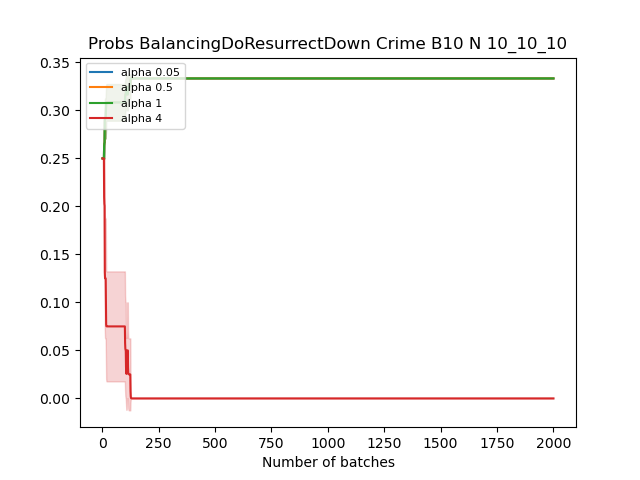 Probs BalancingDoResurrectDown Crime B10 N 10_10_10
0.35
0.30
0.25
0.20
0.15
0.10
0.05
0.00
alpha 0.05
alpha 0.5
alpha 1
alpha 4
0 250 500 750 1000 1250 1500 1750 2000
Number of batches